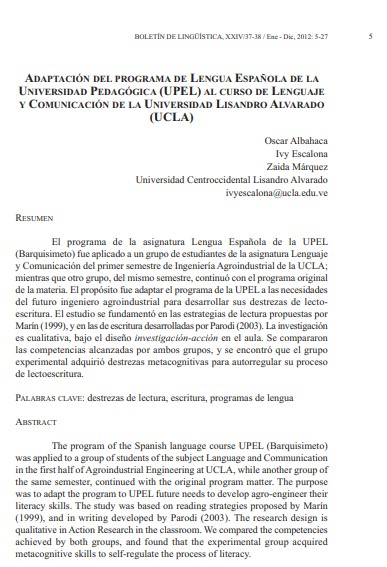 BOLETÍN DE LINGÜÍSTICA, XXIV/37-38 / Ene - Dic, 2012: 5-27 5
ADAPTACIÓN DEL PROGRAMA DE LENGUA ESPAÑOLA DE LA
UNIVERSIDAD PEDAGÓGICA (UPEL) AL CURSO DE LENGUAJE
Y COMUNICACIÓN DE LA UNIVERSIDAD LISANDRO ALVARADO
(UCLA)
Oscar Albahaca
Ivy Escalona
Zaida Márquez
Universidad Centroccidental Lisandro Alvarado
ivyescalona@ucla.edu.ve
RESUMEN
El programa de la asignatura Lengua Española de la UPEL
(Barquisimeto) fue aplicado a un grupo de estudiantes de la asignatura Lenguaje
y Comunicación del primer semestre de Ingeniería Agroindustrial de la UCLA;
mientras que otro grupo, del mismo semestre, continuó con el programa original
de la materia. El propósito fue adaptar el programa de la UPEL a las necesidades
del futuro ingeniero agroindustrial para desarrollar sus destrezas de lecto-
escritura. El estudio se fundamentó en las estrategias de lectura propuestas por
Marín (1999), y en las de escritura desarrolladas por Parodi (2003). La investigación
es cualitativa, bajo el diseño investigación-acción en el aula. Se compararon
las competencias alcanzadas por ambos grupos, y se encontró que el grupo
experimental adquirió destrezas metacognitivas para autorregular su proceso
de lectoescritura.
PALABRAS CLAVE: destrezas de lectura, escritura, programas de lengua
ABSTRACT
The program of the Spanish language course UPEL (Barquisimeto)
was applied to a group of students of the subject Language and Communication
in the first half of Agroindustrial Engineering at UCLA, while another group of
the same semester, continued with the original program matter. The purpose
was to adapt the program to UPEL future needs to develop agro-engineer their
literacy skills. The study was based on reading strategies proposed by Marín
(1999), and in writing developed by Parodi (2003). The research design is
qualitative in Action Research in the classroom. We compared the competencies
achieved by both groups, and found that the experimental group acquired
metacognitive skills to self-regulate the process of literacy.